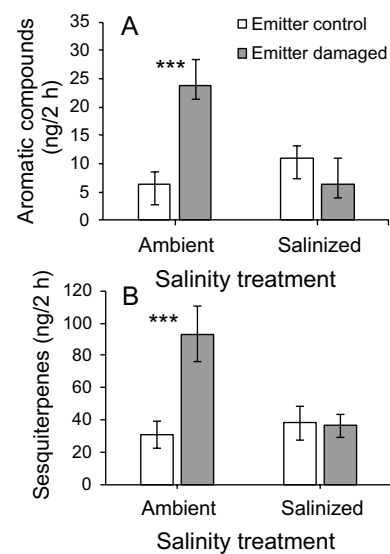 A
Emitter control
Emitter damaged
***
Aromatic compounds
(ng/2 h)
35
30
25
20
15
10
5
0
Ambient
Salinized
Salinity treatment
B
***
Sesquiterpenes (ng/2 h)
120
100
80
60
40
20
0
Ambient
Salinized
Salinity treatment